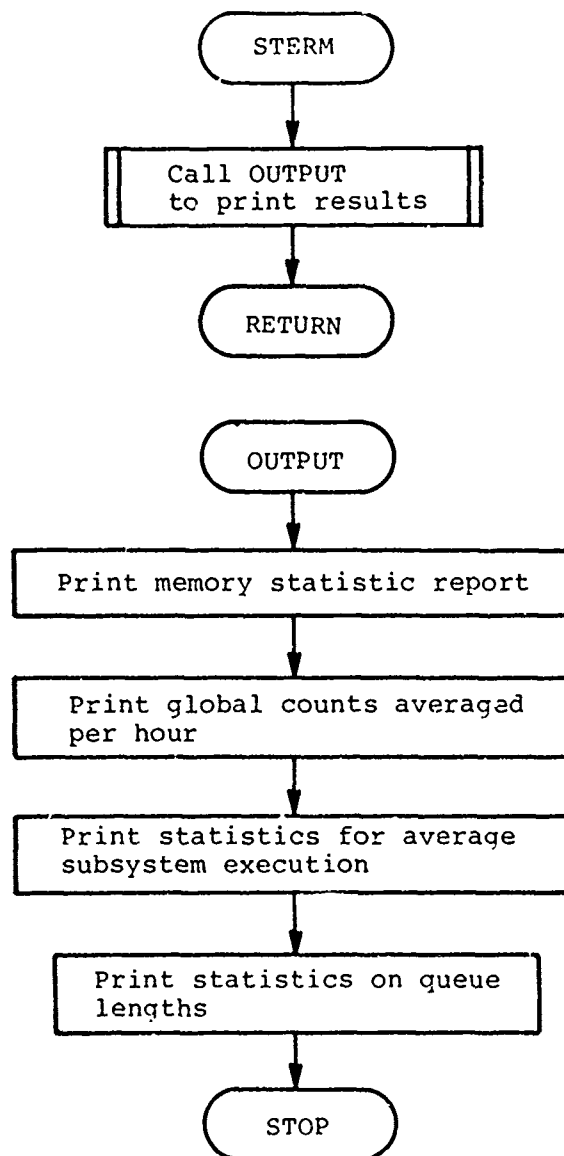 STERM
Call OUTPUT
to print results
RETURN
OUTPUT
Print memory statistic report
Print global counts averaged
per hour
Print statistics for average
subsystem execution
Print statistics on queue
lengths
STOP